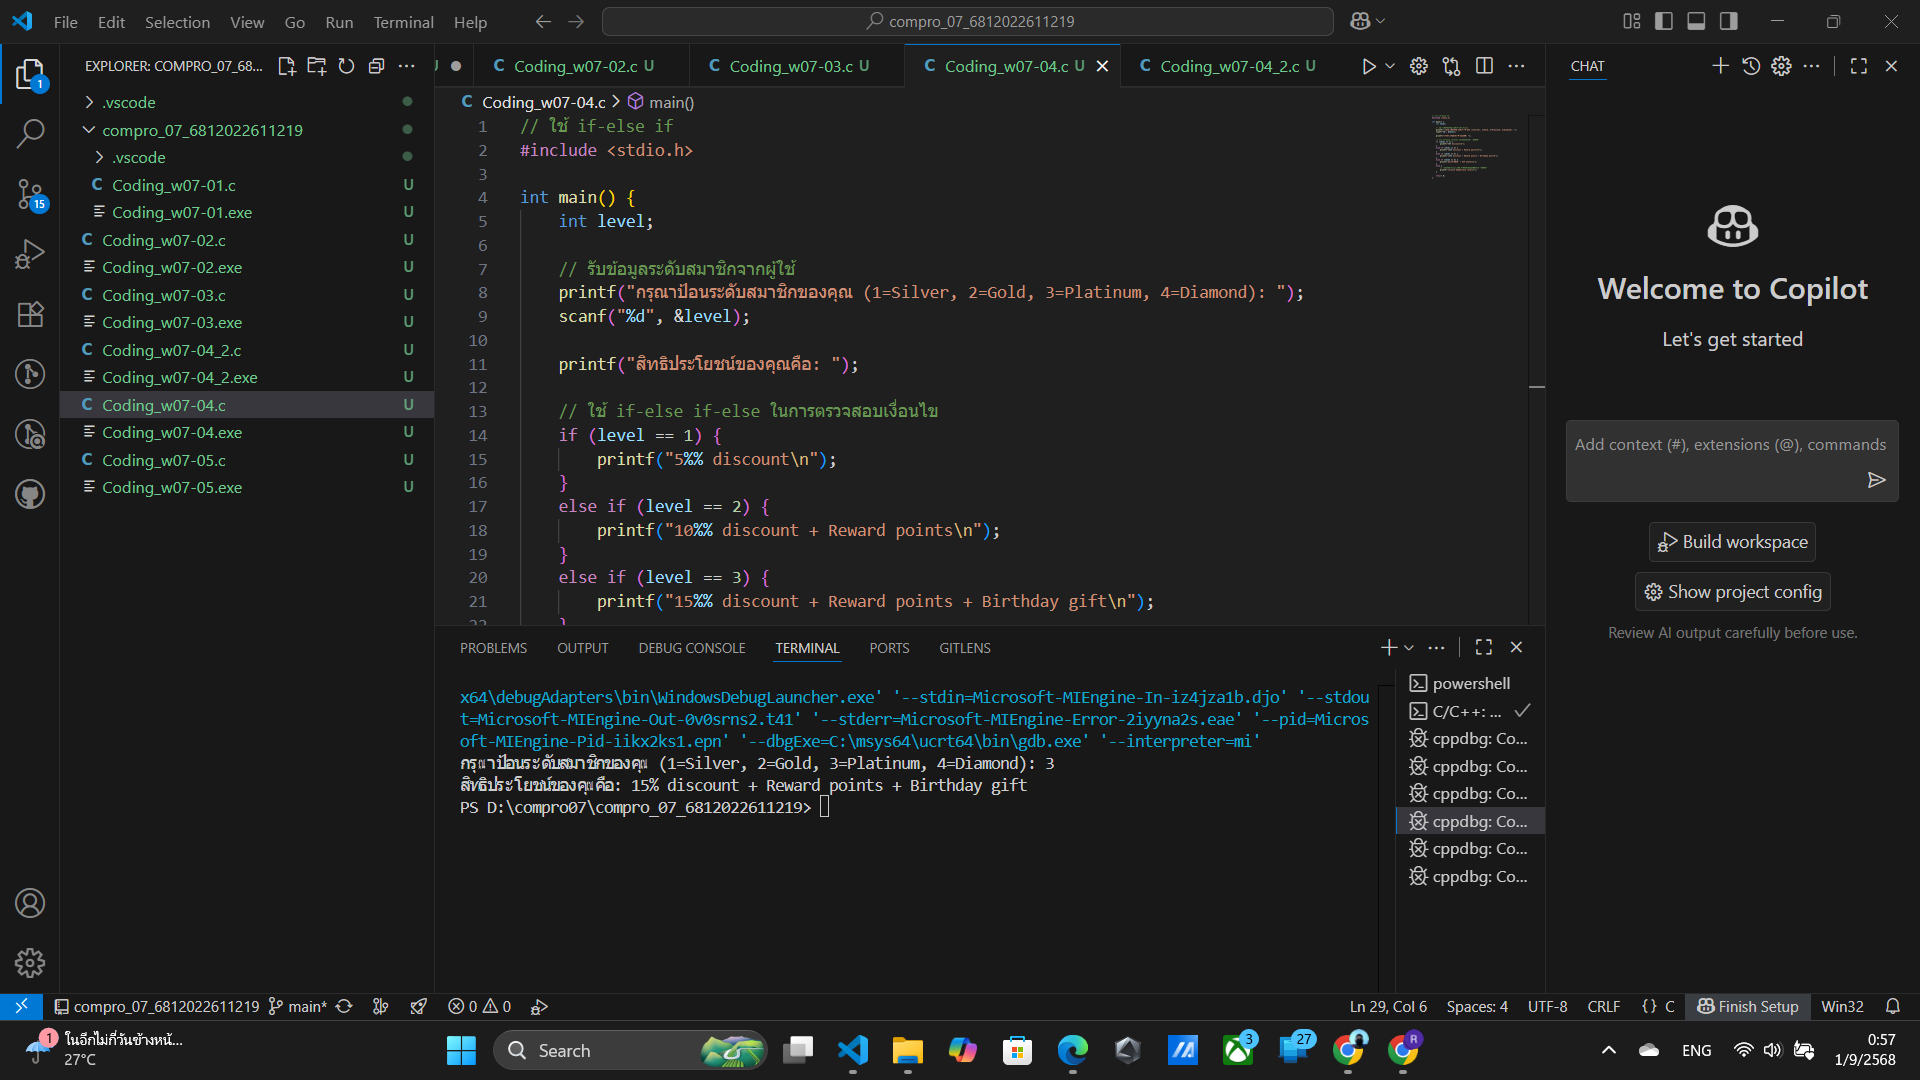 File Edit Selection View Go Run Terminal Help
compro_07_6812022611219
EXPLORER: COMPRO_07_68...
.vscode
compro_07_6812022611219
.vscode
Coding_w07-01.c U
Coding_w07-01.exe U
Coding_w07-02.c U
Coding_w07-02.exe U
Coding_w07-03.c U
Coding_w07-03.exe U
Coding_w07-04_2.c U
Coding_w07-04_2.exe U
Coding_w07-04.c U
Coding_w07-04.exe U
Coding_w07-05.c U
Coding_w07-05.exe U
1
15
Coding_w07-02.c U
Coding_w07-03.c U
Coding_w07-04.c U
Coding_w07-04_2.c U
Coding_w07-04.c > main()
1 // ใช้ if-else if
2 #include <stdio.h>
3
4 int main() {
5 int level;
6
7 // รับข้อมูลระดับสมาชิกจากผู้ใช้
8 printf("กรุณาป้อนระดับสมาชิกของคุณ (1=Silver, 2=Gold, 3=Platinum, 4=Diamond): ");
9 scanf("%d", &level);
10
11 printf("สิทธิประโยชน์ของคุณคือ: ");
12
13 // ใช้ if-else if-else ในการตรวจสอบเงื่อนไข
14 if (level == 1) {
15 printf("5%% discount\n");
16 }
17 else if (level == 2) {
18 printf("10%% discount + Reward points\n");
19 }
20 else if (level == 3) {
21 printf("15%% discount + Reward points + Birthday gift\n");
22 }
PROBLEMS OUTPUT DEBUG CONSOLE TERMINAL PORTS GITLENS
x64\debugAdapters\bin\WindowsDebugLauncher.exe' '--stdin=Microsoft-MIEngine-In-iz4jza1b.djo' '--stdou
t=Microsoft-MIEngine-Out-0v0srns2.t41' '--stderr=Microsoft-MIEngine-Error-2iyyna2s.eae' '--pid=Micros
oft-MIEngine-Pid-iikx2ks1.epn' '--dbgExe=C:\msys64\ucrt64\bin\gdb.exe' '--interpreter=mi'
กรุณาป้อนระดับสมาชิกของคุณ (1=Silver, 2=Gold, 3=Platinum, 4=Diamond): 3
สิทธิประโยชน์ของคุณคือ: 15% discount + Reward points + Birthday gift
PS D:\compro07\compro_07_6812022611219>
powershell
C/C++: ...
cppdbg: Co...
cppdbg: Co...
cppdbg: Co...
cppdbg: Co...
cppdbg: Co...
cppdbg: Co...
CHAT
Welcome to Copilot
Let's get started
Add context (#), extensions (@), commands
Build workspace
Show project config
Review AI output carefully before use.
compro_07_6812022611219 main* 0 0
Ln 29, Col 6 Spaces: 4 UTF-8 CRLF {} C Finish Setup Win32
1
ในอีกไม่กี่วันข้างหน้...
27°C
Search
3
27
R
ENG
0:57
1/9/2568